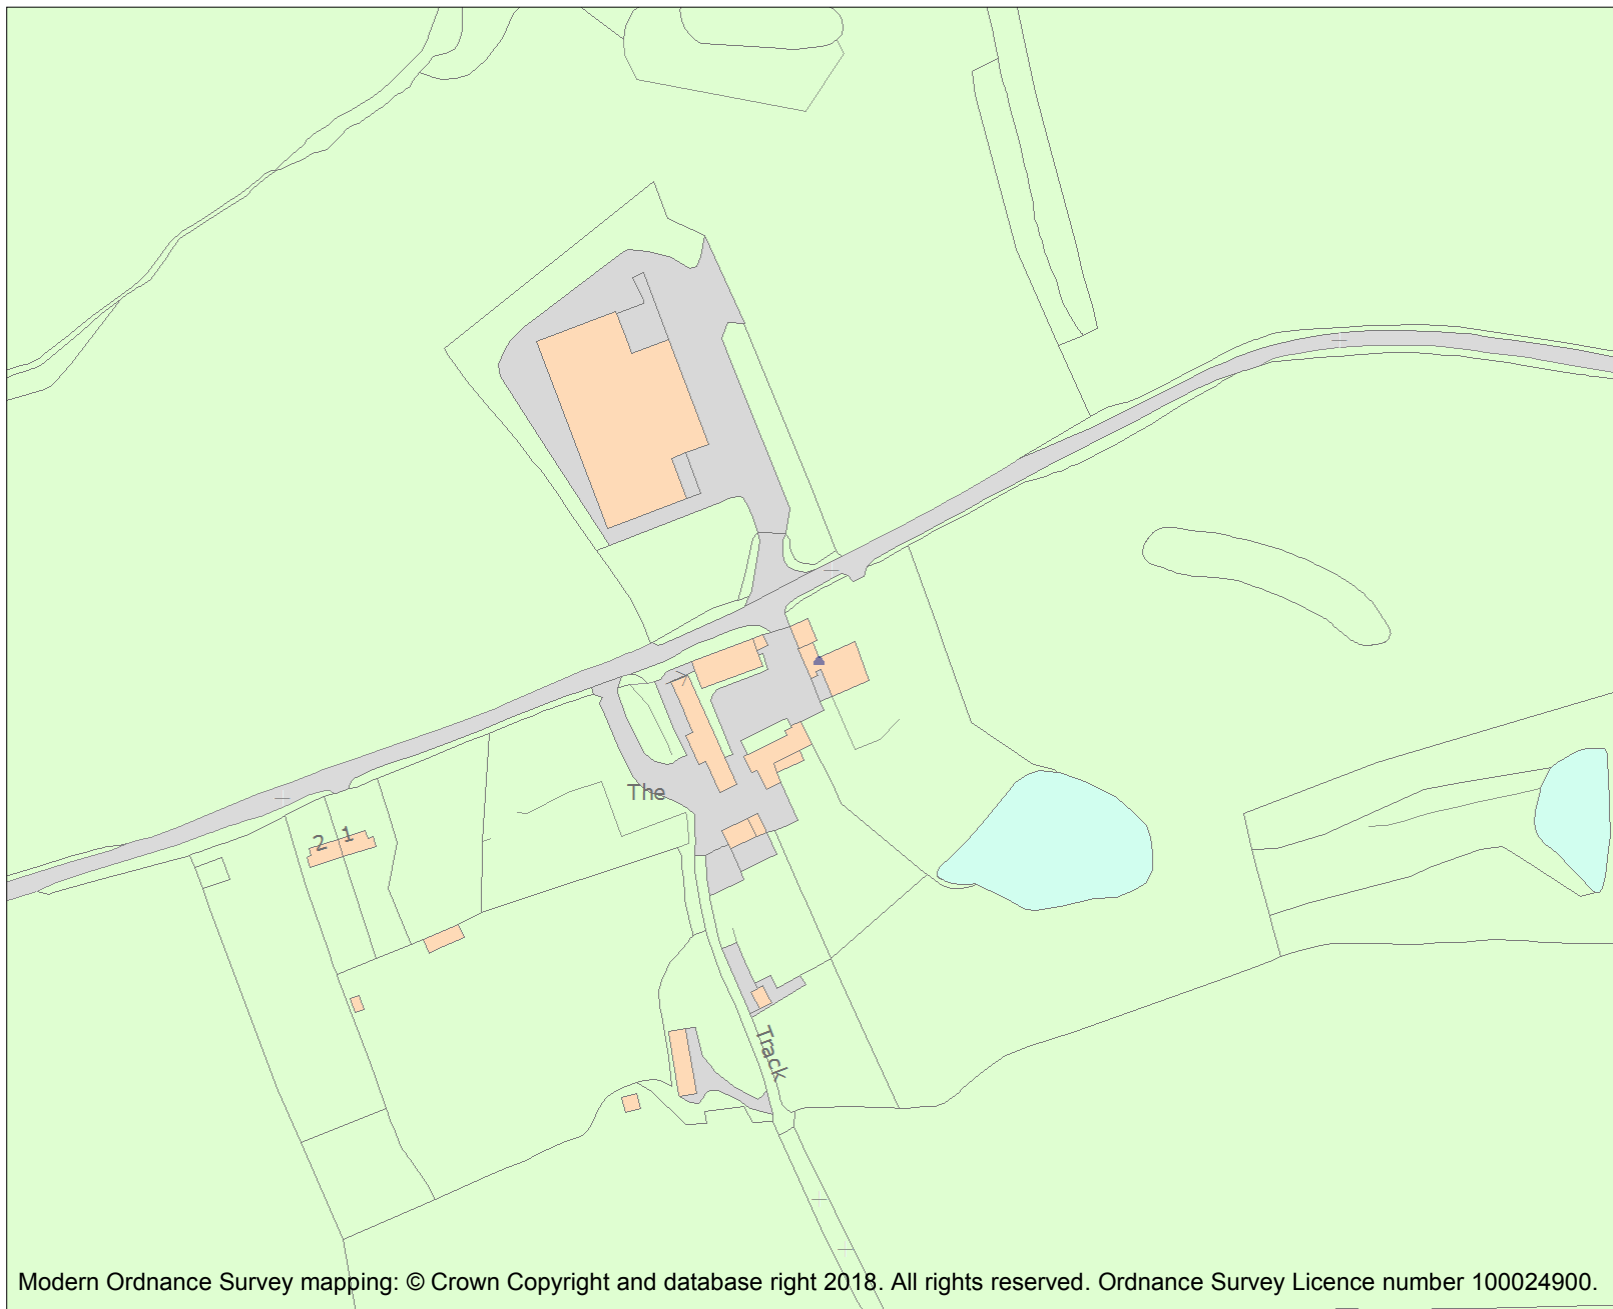 The
2 1
Track
Modern Ordnance Survey mapping: © Crown Copyright and database right 2018. All rights reserved. Ordnance Survey Licence number 100024900.